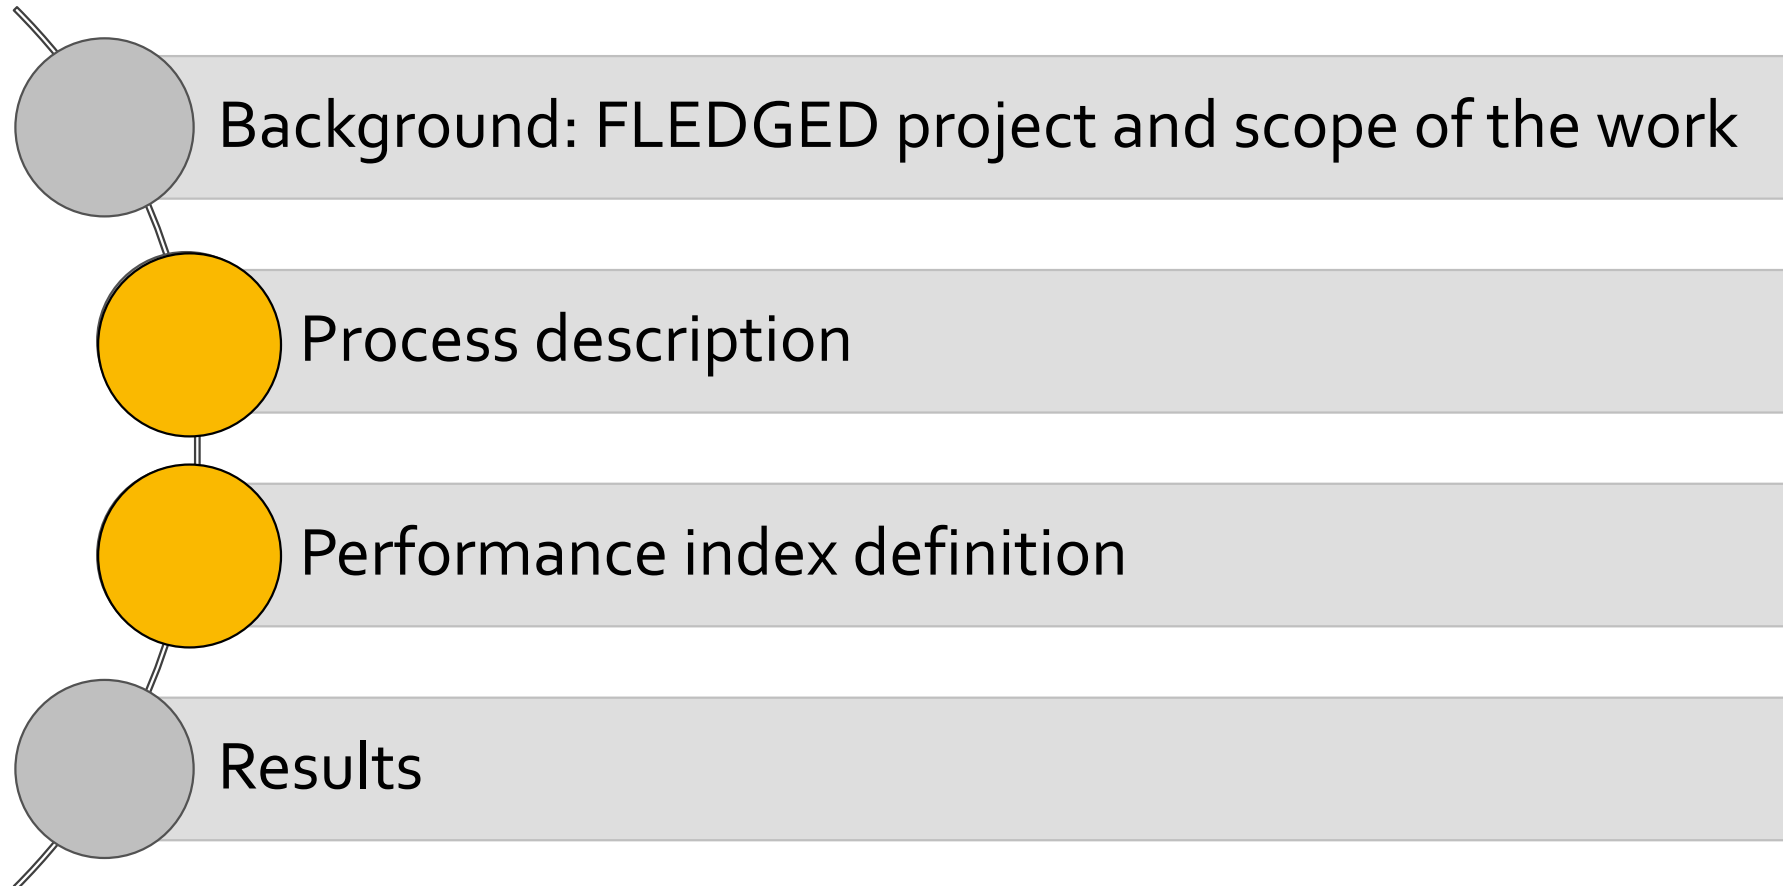 Background: FLEDGED project and scope of the work
Process description
Performance index definition
Results